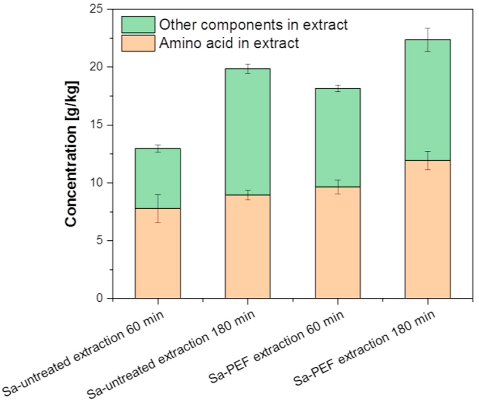 25
20
15
10
5
0
Concentration [g/kg]
Other components in extract
Amino acid in extract
Sa-untreated extraction 60 min
Sa-untreated extraction 180 min
Sa-PEF extraction 60 min
Sa-PEF extraction 180 min